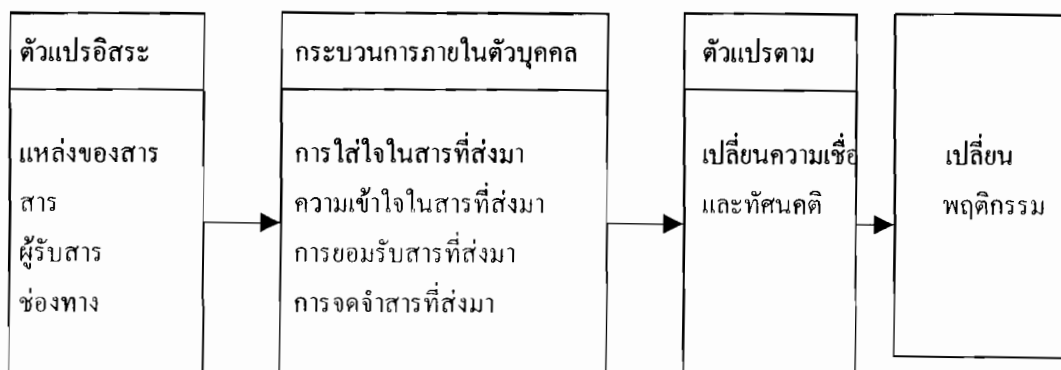 ตัวแปรอิสระ
แหล่งของสาร
สาร
ผู้รับสาร
ช่องทาง
กระบวนการภายในตัวบุคคล
การใส่ใจในสารที่ส่งมา
ความเข้าใจในสารที่ส่งมา
การยอมรับสารที่ส่งมา
การจดจำสารที่ส่งมา
ตัวแปรตาม
เปลี่ยนความเชื่อ
และทัศนคติ
เปลี่ยน
พฤติกรรม